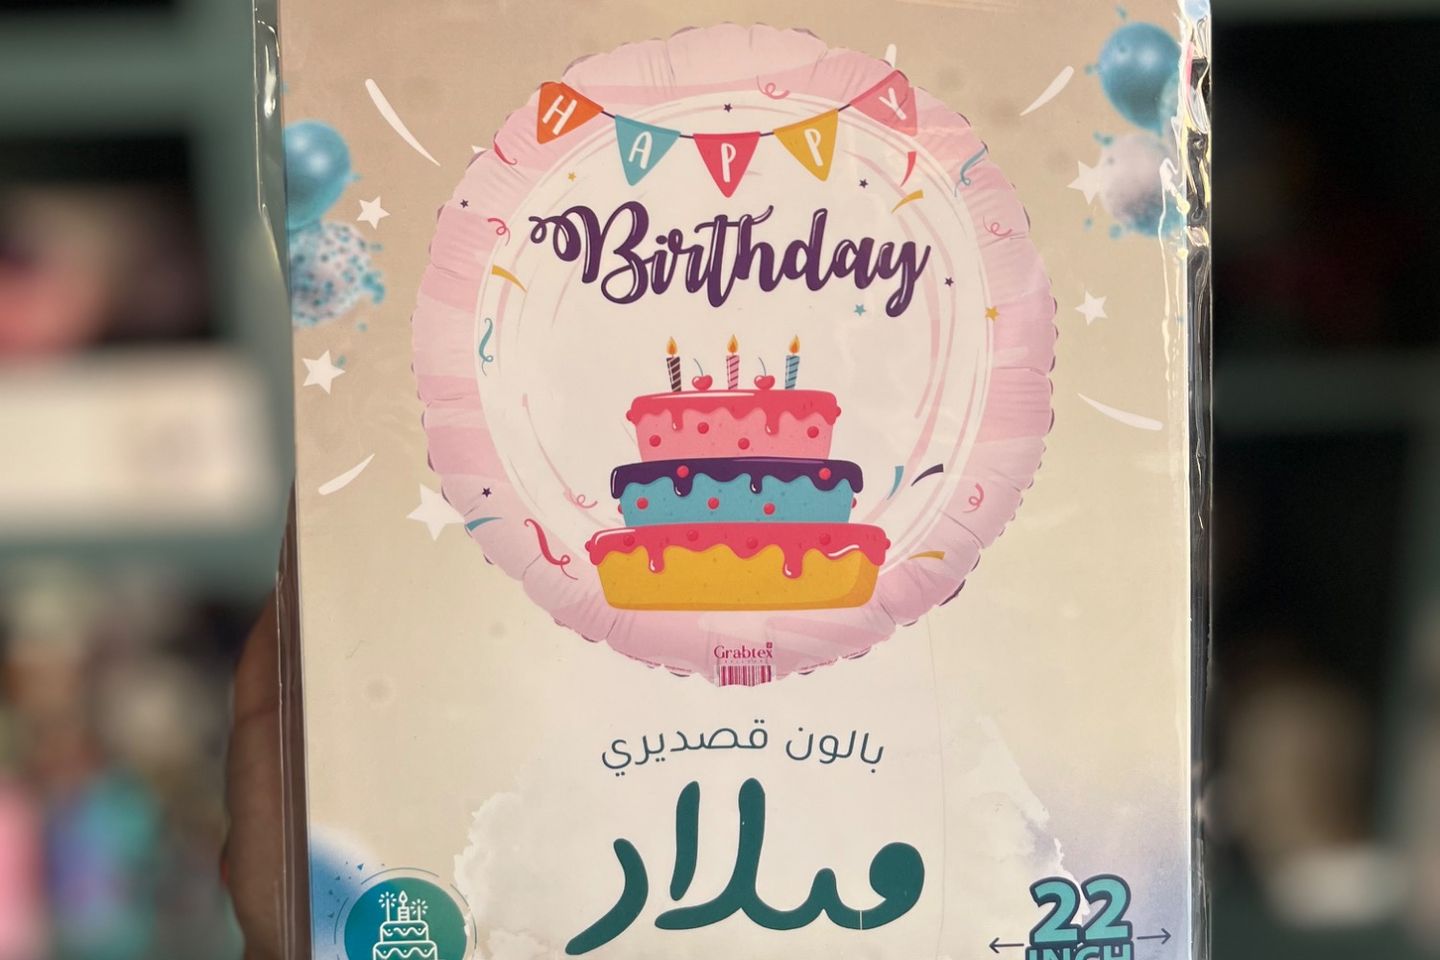 HAPPY
Birthday
Grabtex
بالون قصديري
ميلاد
22
INCH